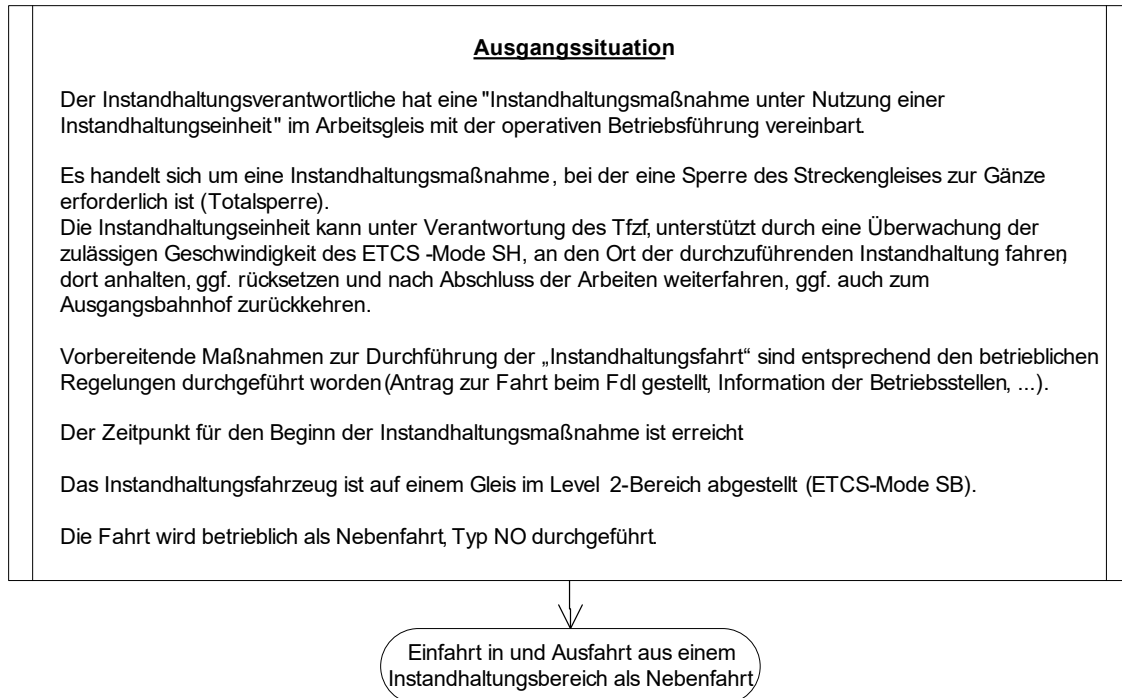 Ausgangssituation
Der Instandhaltungsverantwortliche hat eine "Instandhaltungsmaßnahme unter Nutzung einer
Instandhaltungseinheit" im Arbeitsgleis mit der operativen Betriebsführung vereinbart.
Es handelt sich um eine Instandhaltungsmaßnahme, bei der eine Sperre des Streckengleises zur Gänze
erforderlich ist (Totalsperre).
Die Instandhaltungseinheit kann unter Verantwortung des Tfzf, unterstützt durch eine Überwachung der
zulässigen Geschwindigkeit des ETCS -Mode SH, an den Ort der durchzuführenden Instandhaltung fahren,
dort anhalten, ggf. rücksetzen und nach Abschluss der Arbeiten weiterfahren, ggf. auch zum
Ausgangsbahnhof zurückkehren.
Vorbereitende Maßnahmen zur Durchführung der „Instandhaltungsfahrt" sind entsprechend den betrieblichen
Regelungen durchgeführt worden (Antrag zur Fahrt beim Fdl gestellt, Information der Betriebsstellen, ...).
Der Zeitpunkt für den Beginn der Instandhaltungsmaßnahme ist erreicht
Das Instandhaltungsfahrzeug ist auf einem Gleis im Level 2-Bereich abgestellt (ETCS-Mode SB).
Die Fahrt wird betrieblich als Nebenfahrt, Typ NO durchgeführt.
Einfahrt in und Ausfahrt aus einem
Instandhaltungsbereich als Nebenfahrt